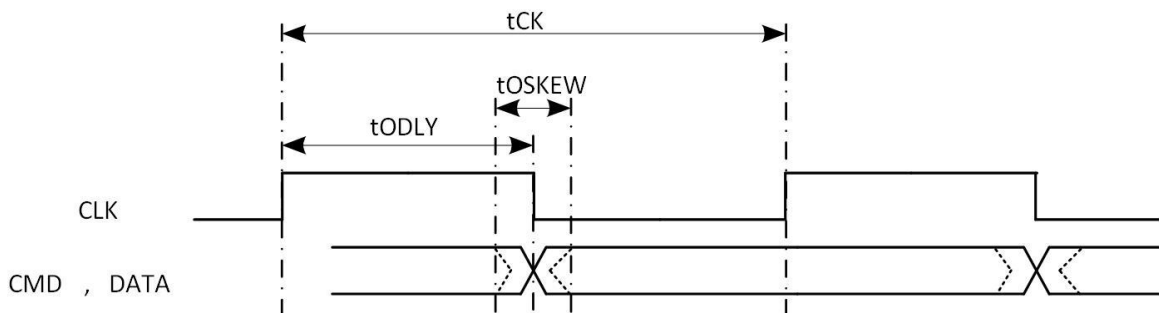 tCK
tOSKEW
tODLY
CLK
CMD , DATA